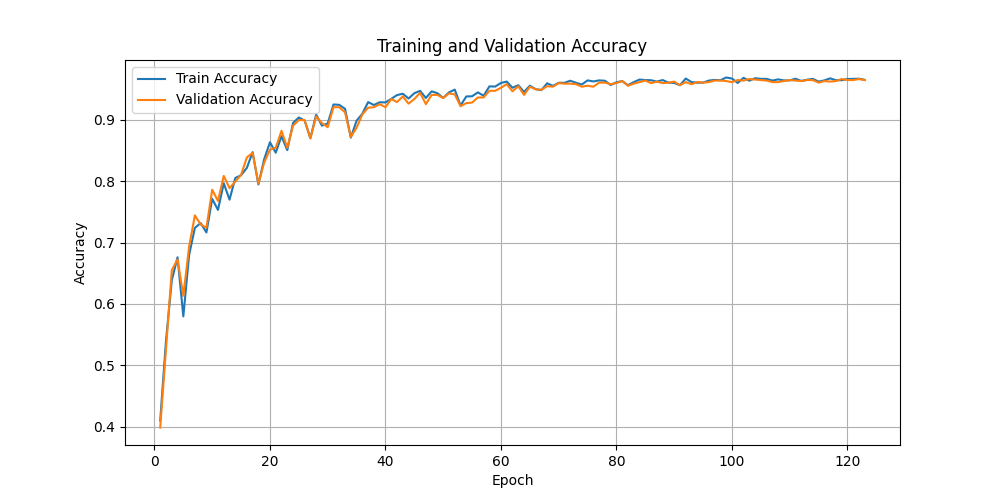 Training and Validation Accuracy
Train Accuracy
Validation Accuracy
0.9
0.8
0.7
0.6
0.5
0.4
Accuracy
0 20 40 60 80 100 120
Epoch